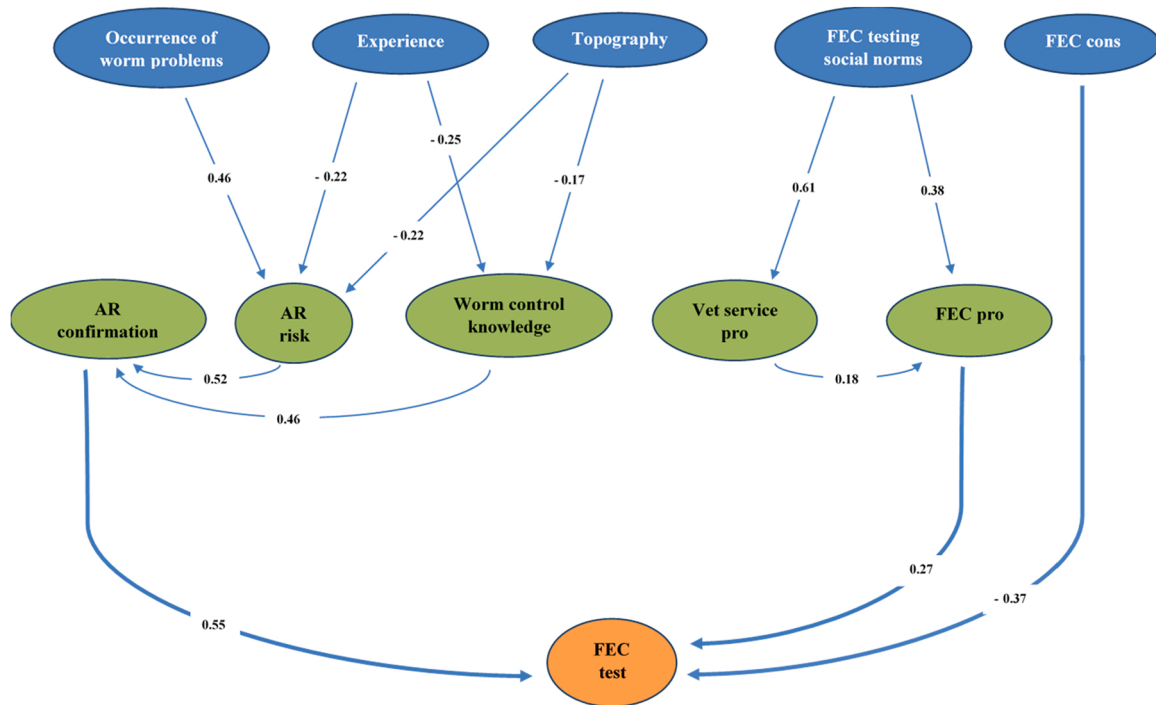 Occurrence of
worm problems
Experience
Topography
FEC testing
social norms
FEC cons
- 0.25
0.46
- 0.22
- 0.17
0.61
0.38
- 0.22
AR
confirmation
AR
risk
Worm control
knowledge
Vet service
pro
FEC pro
0.52
0.18
0.46
0.27
- 0.37
0.55
FEC
test